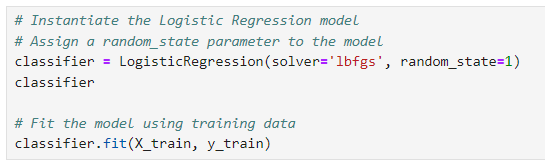 # Instantiate the Logistic Regression model
# Assign a random_state parameter to the model
classifier = LogisticRegression(solver='lbfgs', random_state=1)
classifier
# Fit the model using training data
classifier.fit(X_train, y_train)